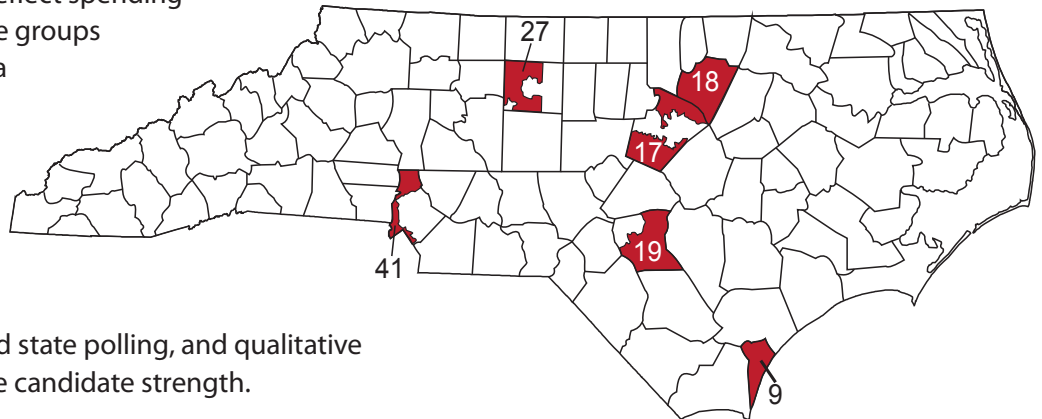 effect spending
e groups
a
27
18
17
19
41
9
d state polling, and qualitative
e candidate strength.